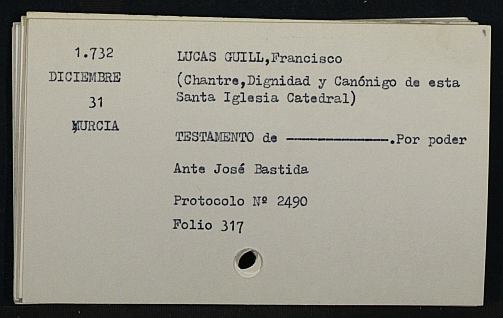 1.732
DICIEMBRE
31
MURCIA
LUCAS GUILL,Francisco
(Chantre,Dignidad y Canónigo de esta
Santa Iglesia Catedral)
TESTAMENTO de ---------------.Por poder
Ante José Bastida
Protocolo Nº 2490
Folio 317